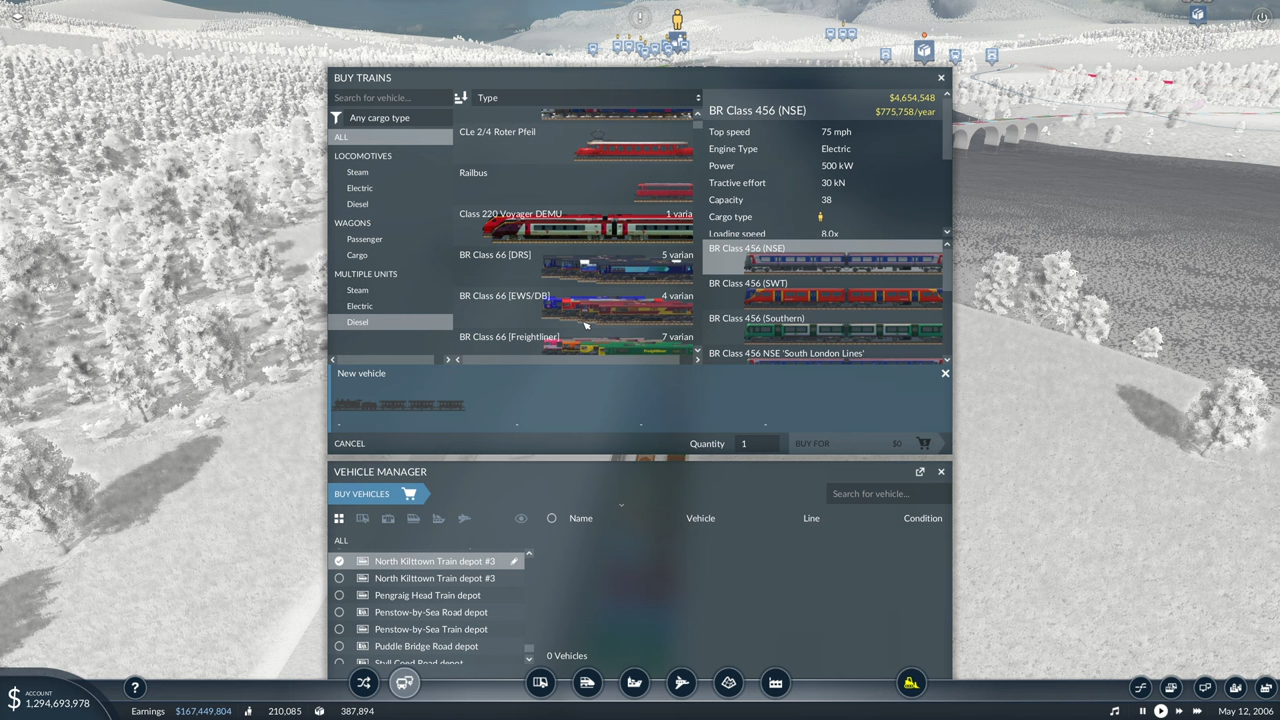 BUY TRAINS
Search for vehicle...
Type
Any cargo type
ALL
LOCOMOTIVES
Steam
Electric
Diesel
WAGONS
Passenger
Cargo
MULTIPLE UNITS
Steam
Electric
Diesel
CLe 2/4 Roter Pfeil
Railbus
Class 220 Voyager DEMU
1 varia
BR Class 66 [DRS]
5 varian
BR Class 66 [EWS/DB]
4 varian
BR Class 66 [Freightliner]
7 varian
$4,654,548
BR Class 456 (NSE)
$775,758/year
Top speed 75 mph
Engine Type Electric
Power 500 kW
Tractive effort 30 kN
Capacity 38
Cargo type
Loading speed 8.0x
BR Class 456 (NSE)
BR Class 456 (SWT)
BR Class 456 (Southern)
BR Class 456 NSE 'South London Lines'
New vehicle
- - - -
CANCEL
Quantity 1
BUY FOR $0
VEHICLE MANAGER
BUY VEHICLES
Search for vehicle...
Name Vehicle Line Condition
ALL
North Kilttown Train depot #3
North Kilttown Train depot #3
Pengraig Head Train depot
Penstow-by-Sea Road depot
Penstow-by-Sea Train depot
Puddle Bridge Road depot
Styll Coed Road depot
0 Vehicles
?
$ ACCOUNT
1,294,693,978
Earnings $167,449,804 210,085 387,894
May 12, 2006